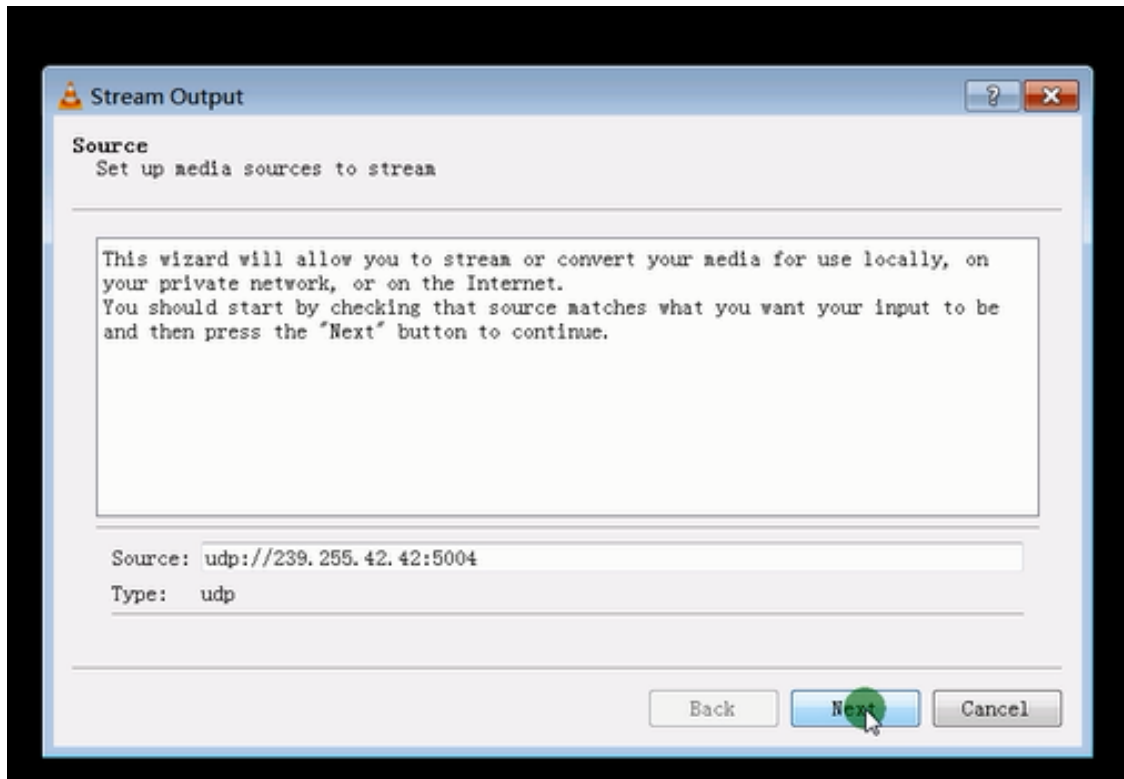 Stream Output
Source
Set up media sources to stream
This wizard will allow you to stream or convert your media for use locally, on
your private network, or on the Internet.
You should start by checking that source matches what you want your input to be
and then press the "Next" button to continue.
Source: udp://239.255.42.42:5004
Type: udp
Back Next Cancel